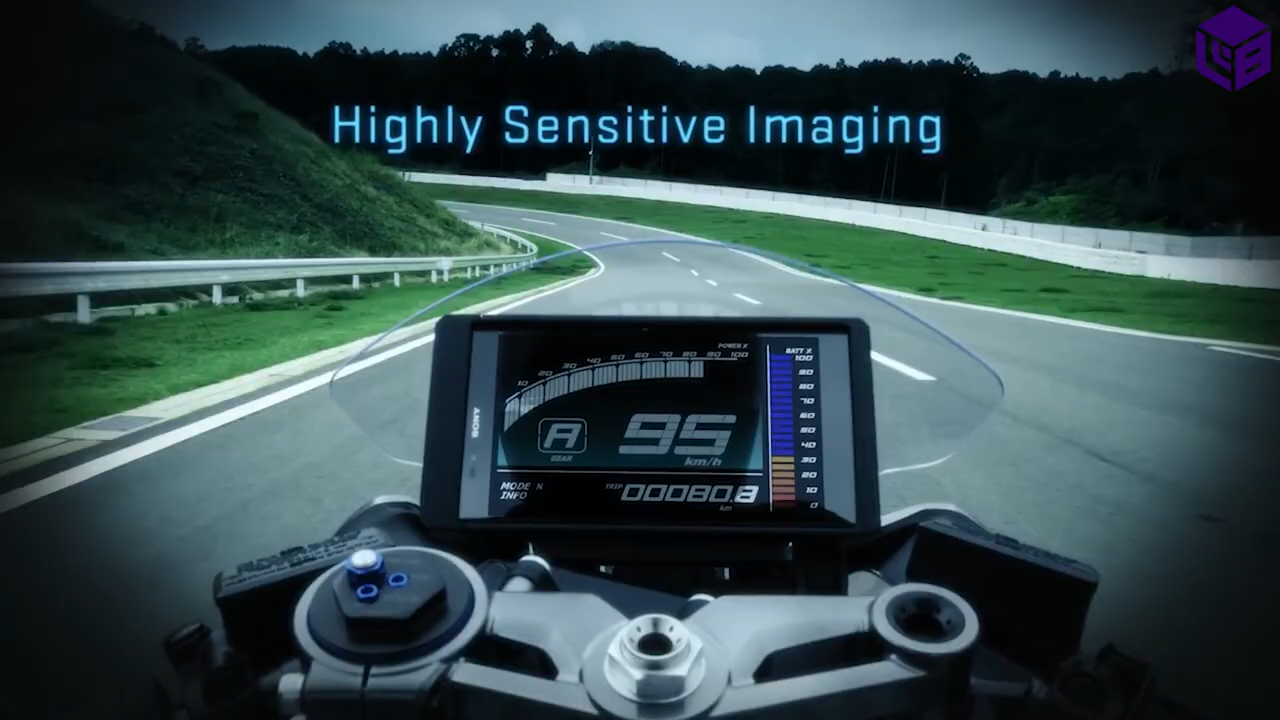 Highly Sensitive Imaging
LSB
POWER %
10 20 30 40 50 60 70 80 90 100
BATT %
100
90
80
70
60
50
40
30
20
10
0
SONY
A
GEAR
95
km/h
MODE N
INFO
TRIP 00080.8
km